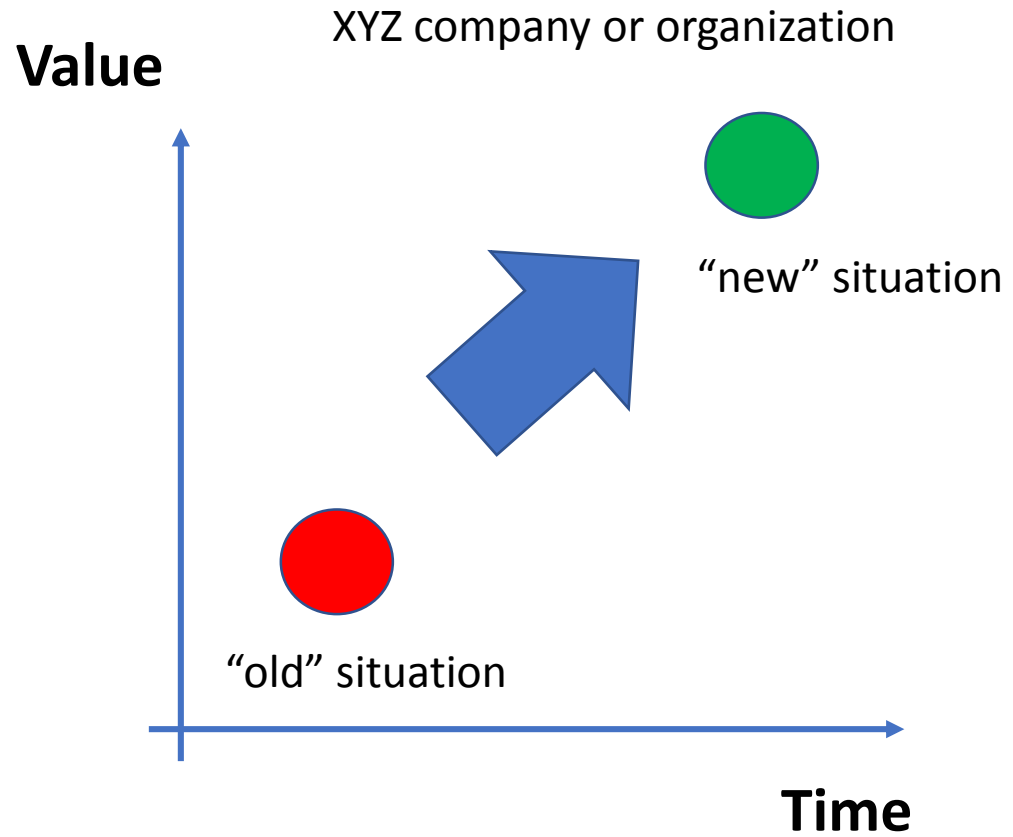 XYZ company or organization
Value
“new” situation
“old” situation
Time